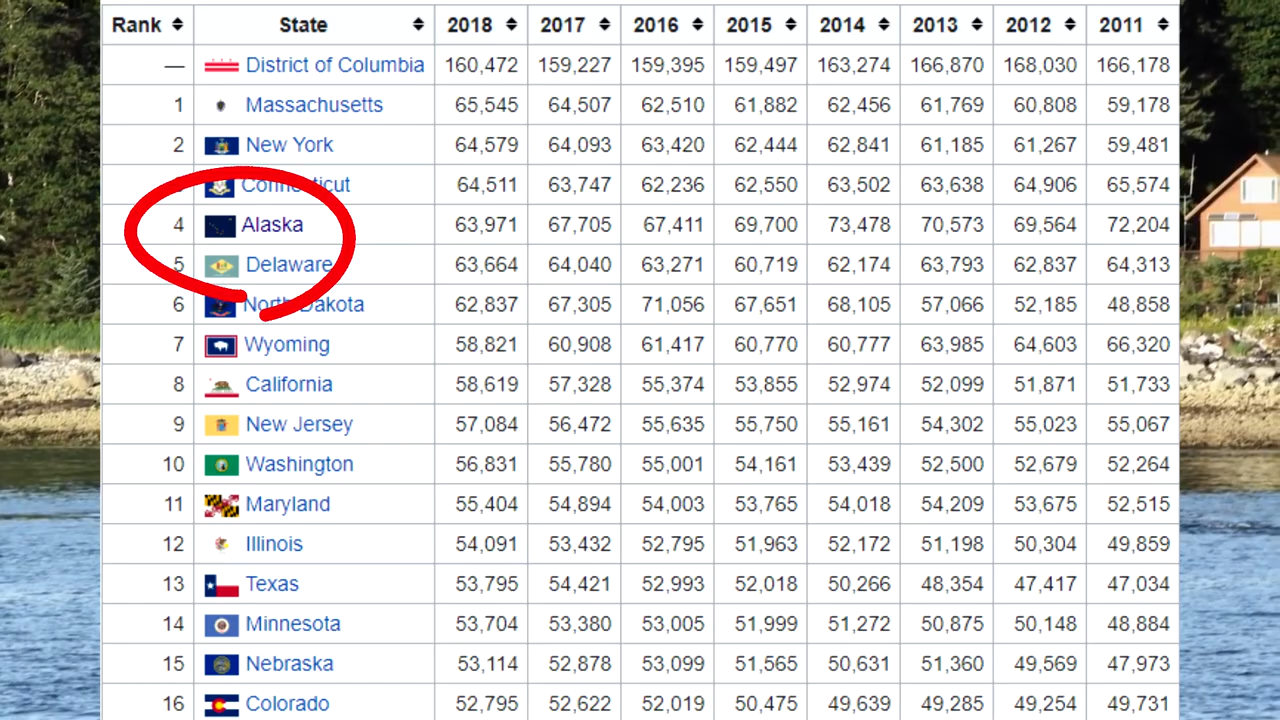 Rank State 2018 2017 2016 2015 2014 2013 2012 2011
— District of Columbia 160,472 159,227 159,395 159,497 163,274 166,870 168,030 166,178
1 Massachusetts 65,545 64,507 62,510 61,882 62,456 61,769 60,808 59,178
2 New York 64,579 64,093 63,420 62,444 62,841 61,185 61,267 59,481
3 Connecticut 64,511 63,747 62,236 62,550 63,502 63,638 64,906 65,574
4 Alaska 63,971 67,705 67,411 69,700 73,478 70,573 69,564 72,204
5 Delaware 63,664 64,040 63,271 60,719 62,174 63,793 62,837 64,313
6 North Dakota 62,837 67,305 71,056 67,651 68,105 57,066 52,185 48,858
7 Wyoming 58,821 60,908 61,417 60,770 60,777 63,985 64,603 66,320
8 California 58,619 57,328 55,374 53,855 52,974 52,099 51,871 51,733
9 New Jersey 57,084 56,472 55,635 55,750 55,161 54,302 55,023 55,067
10 Washington 56,831 55,780 55,001 54,161 53,439 52,500 52,679 52,264
11 Maryland 55,404 54,894 54,003 53,765 54,018 54,209 53,675 52,515
12 Illinois 54,091 53,432 52,795 51,963 52,172 51,198 50,304 49,859
13 Texas 53,795 54,421 52,993 52,018 50,266 48,354 47,417 47,034
14 Minnesota 53,704 53,380 53,005 51,999 51,272 50,875 50,148 48,884
15 Nebraska 53,114 52,878 53,099 51,565 50,631 51,360 49,569 47,973
16 Colorado 52,795 52,622 52,019 50,475 49,639 49,285 49,254 49,731